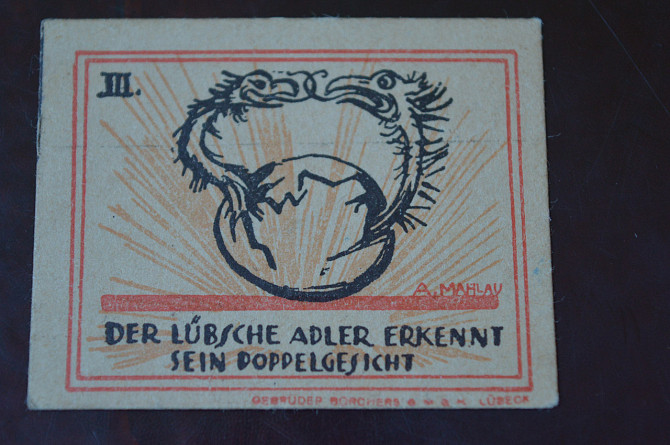 III.
A. MAHLAU
DER LÜBSCHE ADLER ERKENNT
SEIN DOPPELGESICHT
GEBRÜDER BORCHERS G. M. B. H. LÜBECK